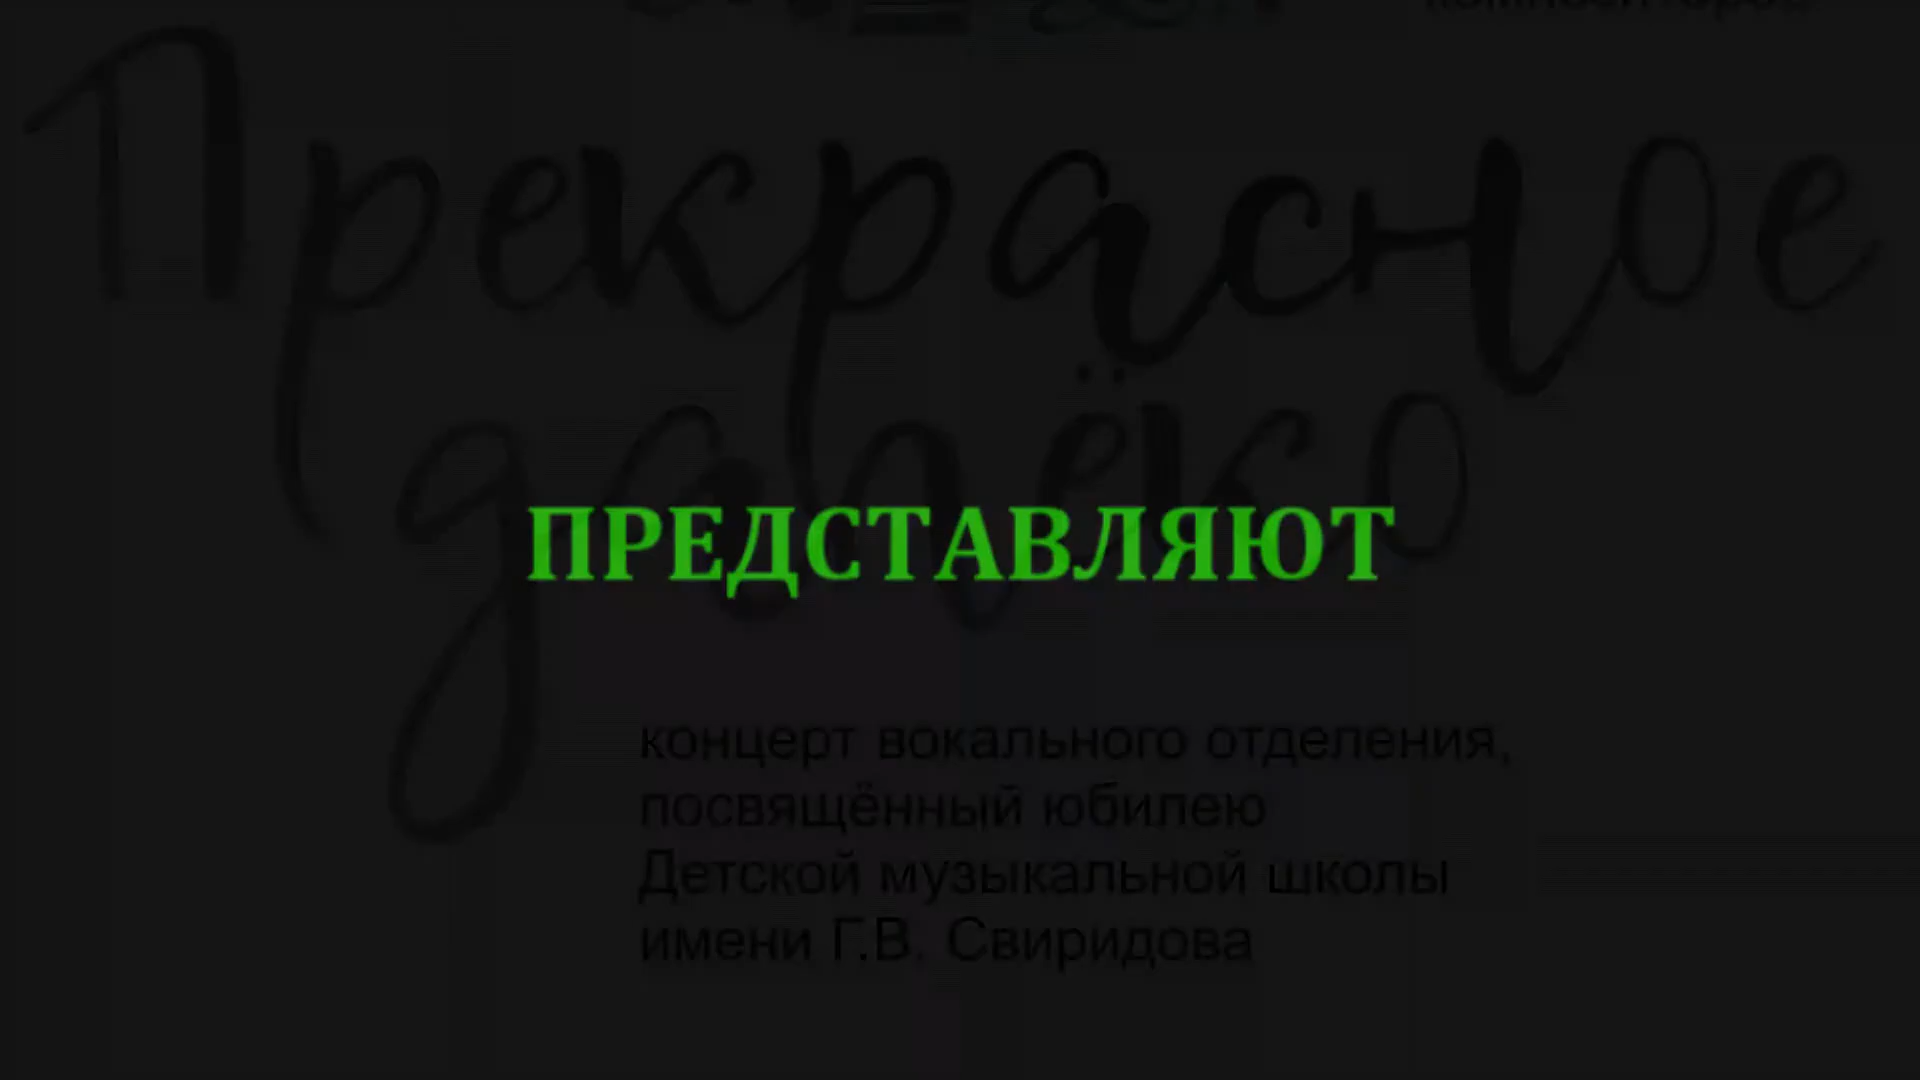 Прекрасное
далёко
ПРЕДСТАВЛЯЮТ
концерт вокального отделения,
посвящённый юбилею
Детской музыкальной школы
имени Г.В. Свиридова